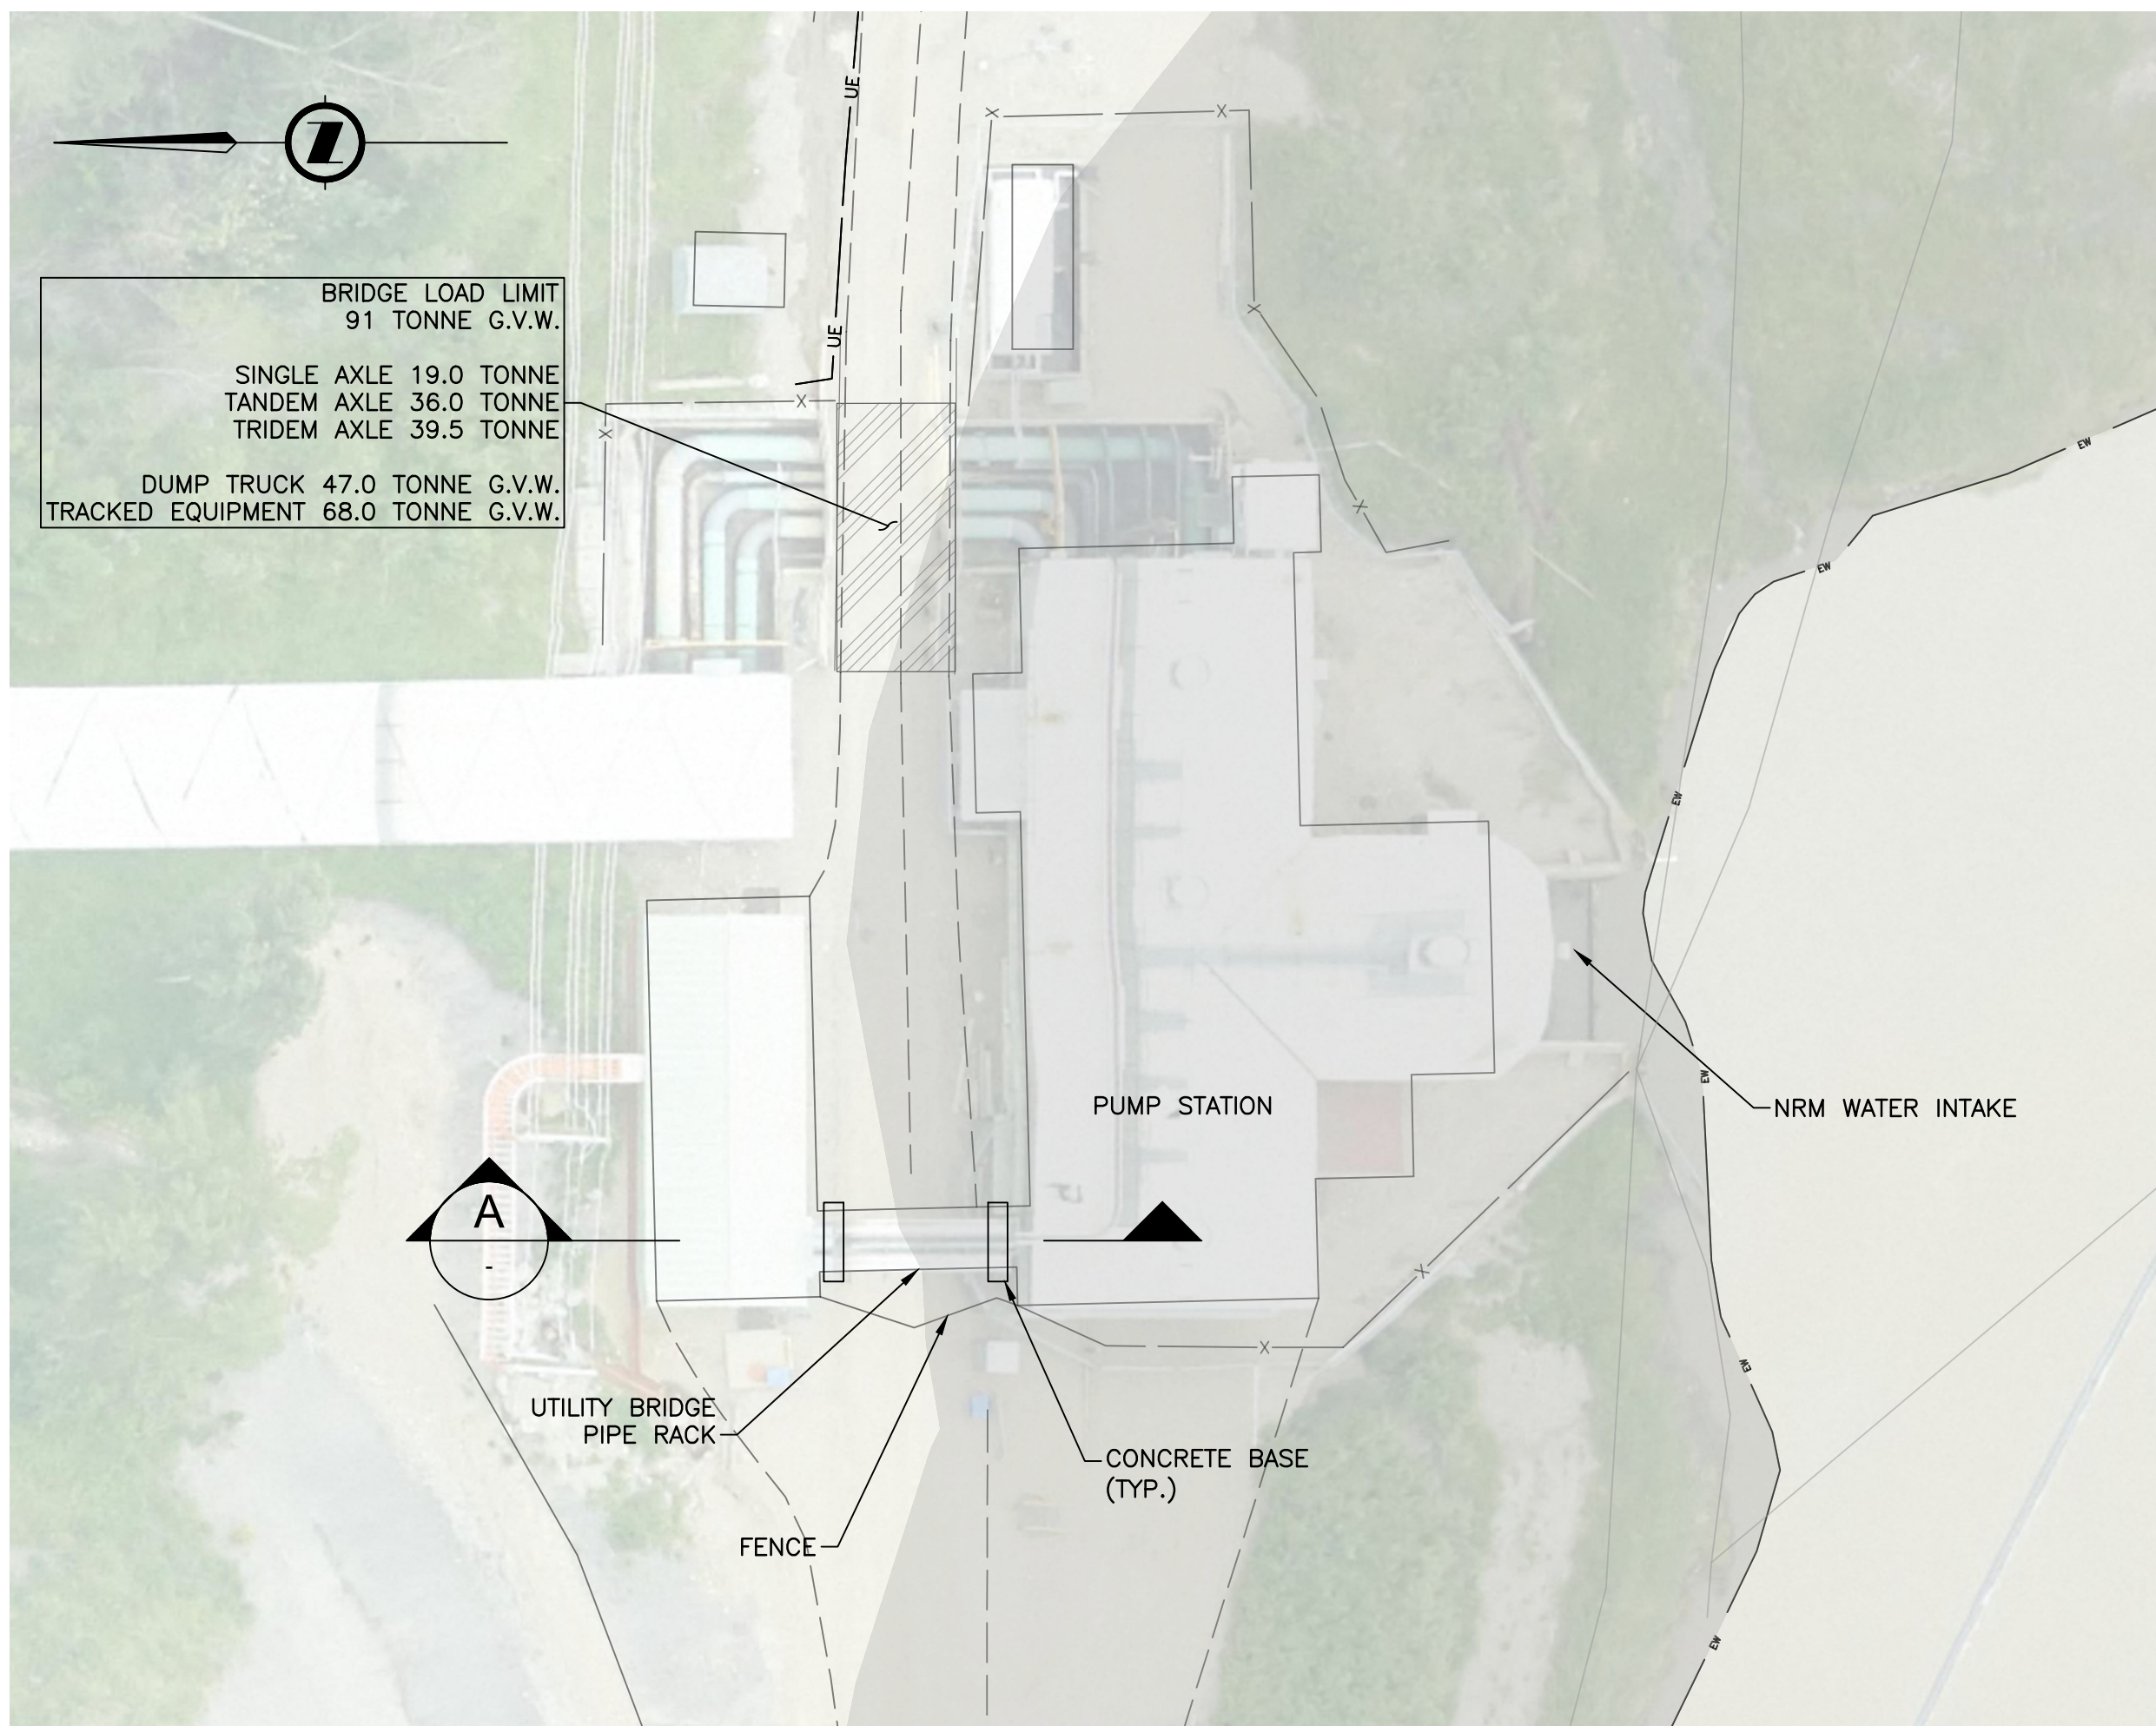 UE
UE
X
X
X
X
X
X
BRIDGE LOAD LIMIT
91 TONNE G.V.W.
SINGLE AXLE 19.0 TONNE
TANDEM AXLE 36.0 TONNE
TRIDEM AXLE 39.5 TONNE
DUMP TRUCK 47.0 TONNE G.V.W.
TRACKED EQUIPMENT 68.0 TONNE G.V.W.
EW
EW
EW
EW
PUMP STATION
NRM WATER INTAKE
A
-
X
X
EW
UTILITY BRIDGE
PIPE RACK
CONCRETE BASE
(TYP.)
FENCE
EW